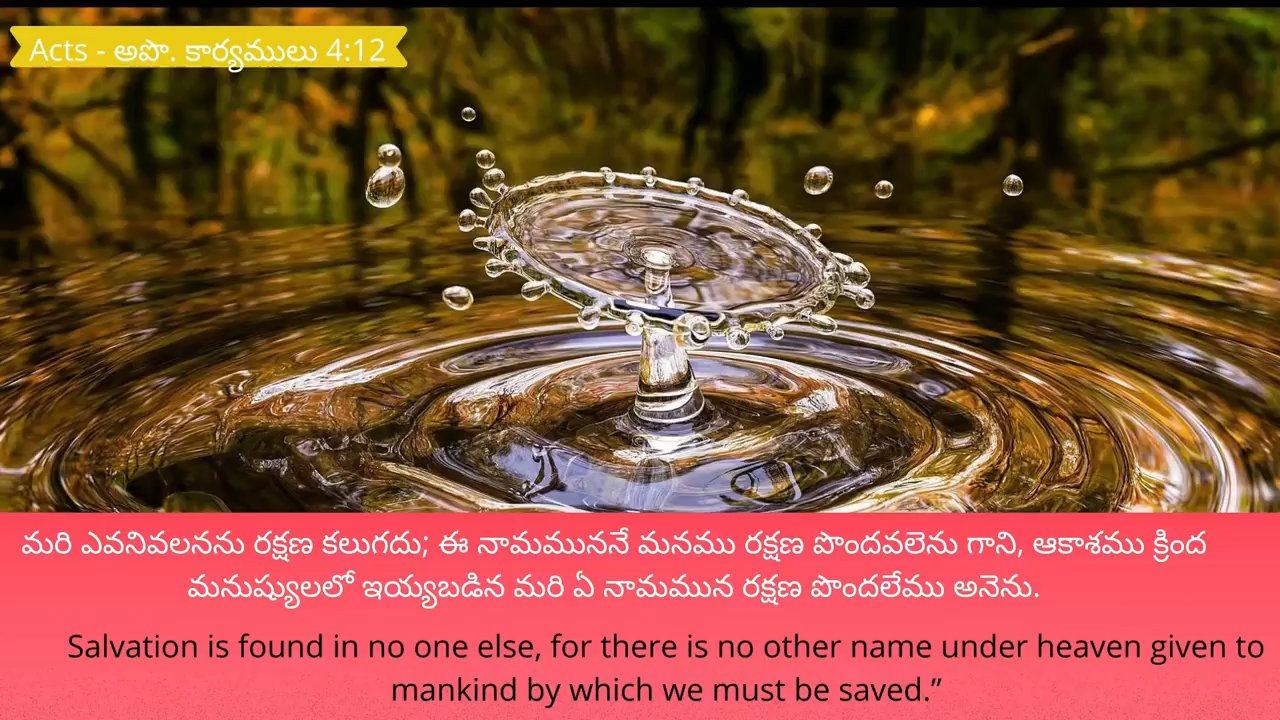 Acts - అపొ. కార్యములు 4:12
మరి ఎవనివలనను రక్షణ కలుగదు; ఈ నామముననే మనము రక్షణ పొందవలెను గాని, ఆకాశము క్రింద
మనుష్యులలో ఇయ్యబడిన మరి ఏ నామమున రక్షణ పొందలేము అనెను.
Salvation is found in no one else, for there is no other name under heaven given to
mankind by which we must be saved.”